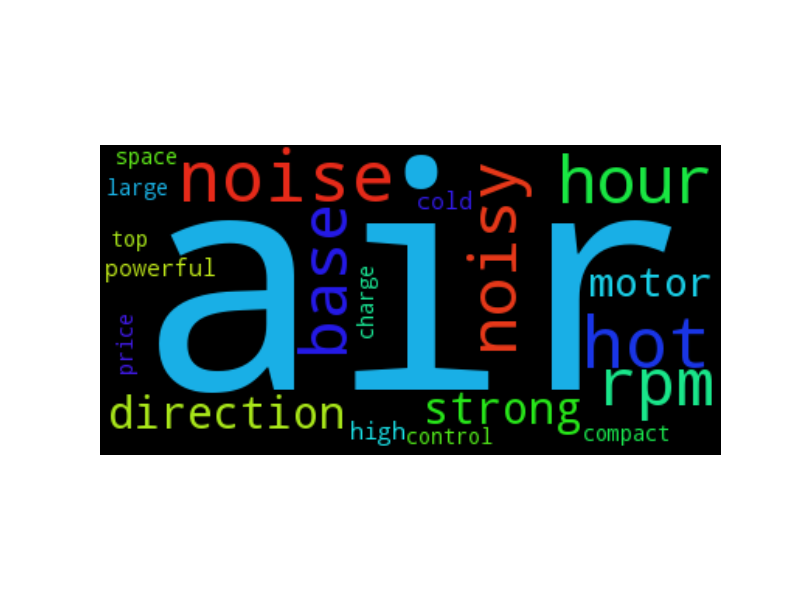 space
noise
hour
large
cold
noisy
air
base
top
powerful
charge
motor
price
hot
rpm
direction
strong
high
control
compact